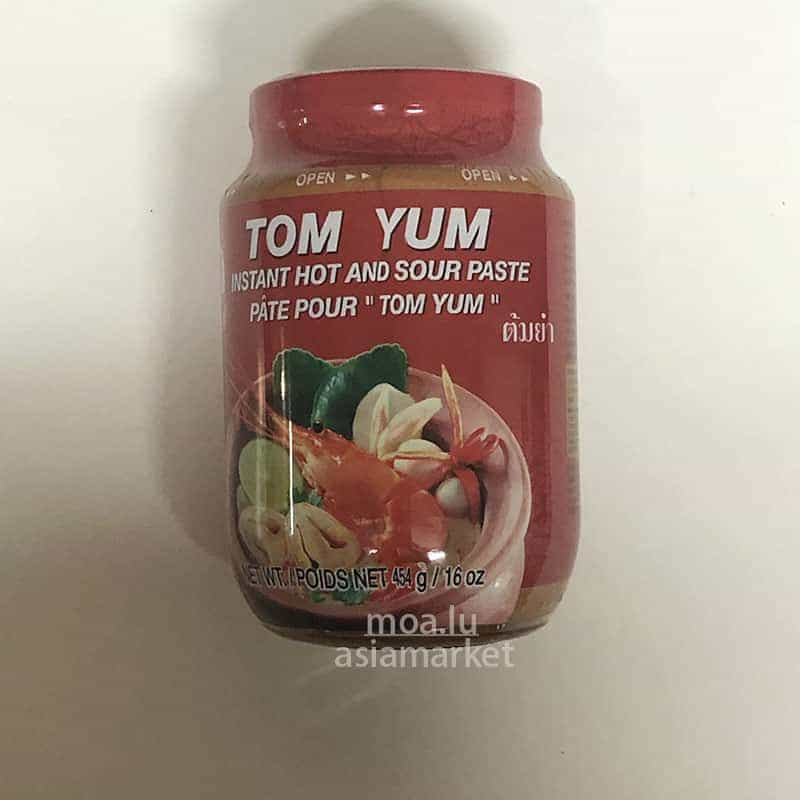 OPEN ►► OPEN ►►
TOM YUM
INSTANT HOT AND SOUR PASTE
PÂTE POUR " TOM YUM "
ต้มยำ
NET WT. / POIDS NET 454 g / 16 oz
moa.lu
asiamarket